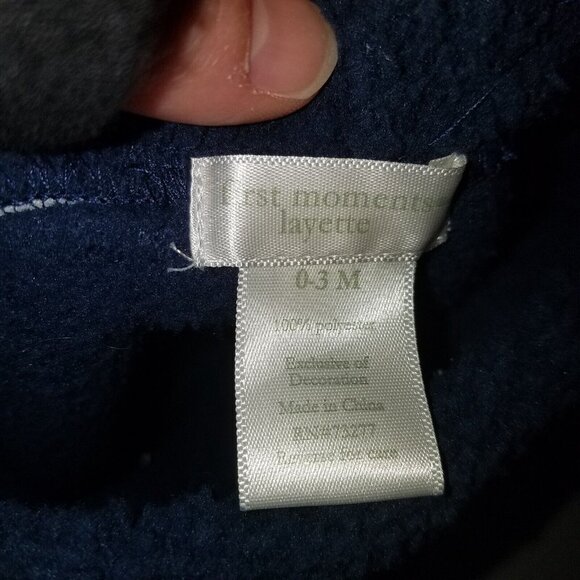 first moments
layette
0-3 M
100% polyester
Exclusive of
Decoration
Made in China
RN#73277
Reverse for care